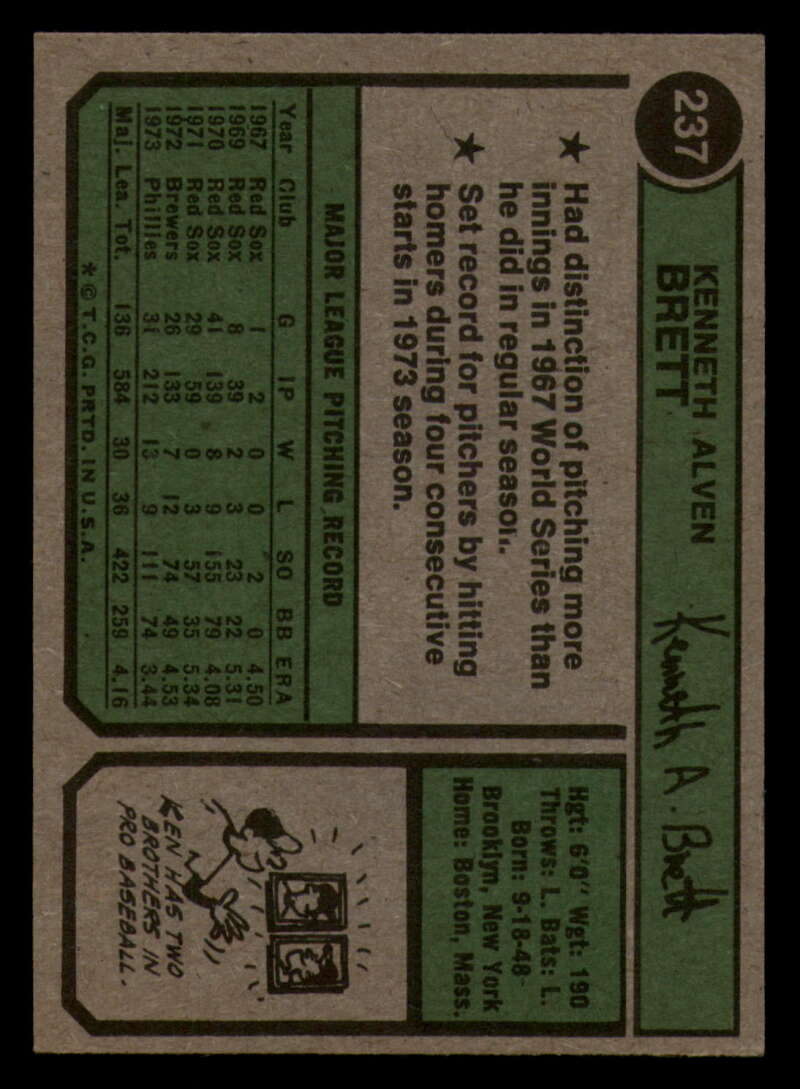 237
KENNETH ALVEN
BRETT
Kenneth A. Brett
★ Had distinction of pitching more
innings in 1967 World Series than
he did in regular season.
★ Set record for pitchers by hitting
homers during four consecutive
starts in 1973 season.
Hgt: 6'0" Wgt: 190
Throws: L. Bats: L.
Born: 9-18-48
Brooklyn, New York
Home: Boston, Mass.
MAJOR LEAGUE PITCHING RECORD
Year Club G IP W L SO BB ERA
1967 Red Sox 1 2 0 0 2 0 4.50
1969 Red Sox 8 39 2 3 23 22 5.31
1970 Red Sox 41 139 8 9 155 79 4.08
1971 Red Sox 29 59 0 3 57 35 5.34
1972 Brewers 26 133 7 12 74 49 4.53
1973 Phillies 31 212 13 9 111 74 3.44
Maj. Lea. Tot. 136 584 30 36 422 259 4.16
* © T.C.G. PRTD. IN U.S.A.
KEN HAS TWO
BROTHERS IN
PRO BASEBALL.